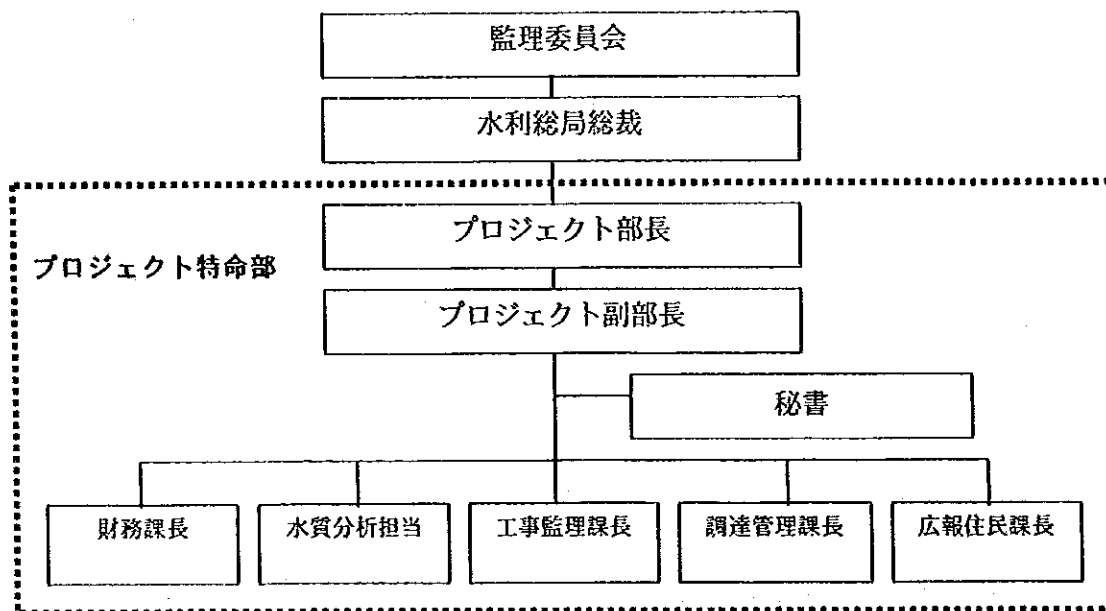 監理委員会
水利総局総裁
プロジェクト部長
プロジェクト特命部
プロジェクト副部長
秘書
財務課長
水質分析担当
工事監理課長
調達管理課長
広報住民課長